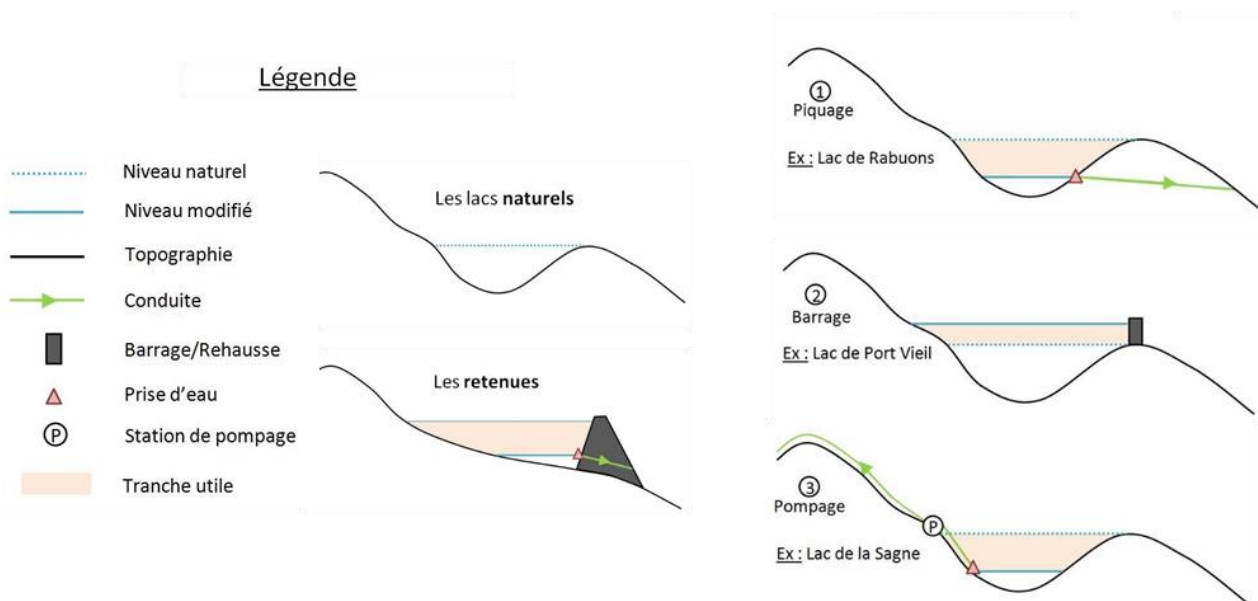 Légende
Niveau naturel
Niveau modifié
Topographie
Conduite
Barrage/Rehausse
Prise d'eau
P
Station de pompage
Tranche utile
Les lacs naturels
Les retenues
1
Piquage
Ex : Lac de Rabuons
2
Barrage
Ex : Lac de Port Vieil
3
Pompage
P
Ex : Lac de la Sagne